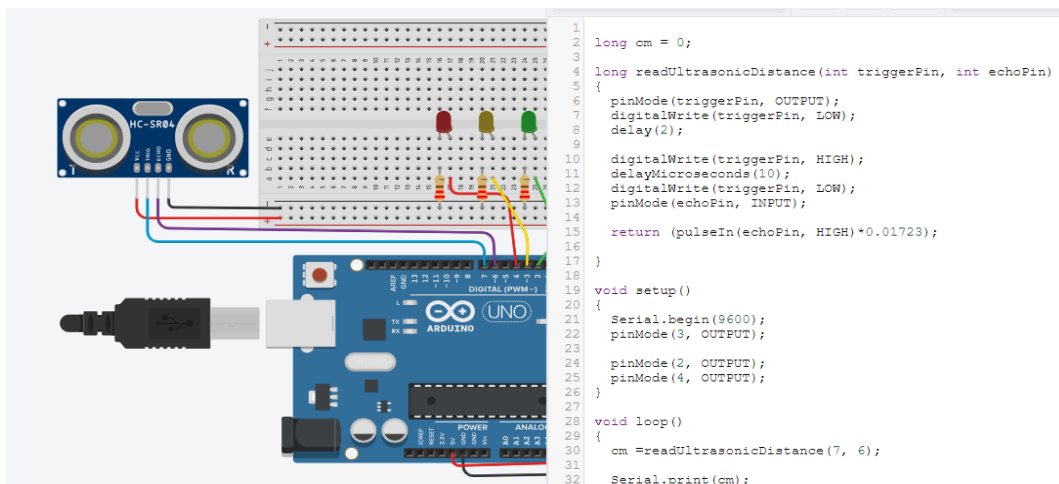 HC-SR04
VCC
TRIG
ECHO
GND
T
R
- +
j
i
h
g
f
e
d
c
b
a
AREF
GND
13
12
~11
~10
~9
8
7
~6
~5
4
~3
2
DIGITAL (PWM~)
L
TX
RX
ARDUINO
UNO
POWER
ANALOG
IOREF
RESET
3.3V
5V
GND
GND
Vin
A0
A1
A2
A3
1
2 long cm = 0;
3
4 long readUltrasonicDistance(int triggerPin, int echoPin)
5 {
6 pinMode(triggerPin, OUTPUT);
7 digitalWrite(triggerPin, LOW);
8 delay(2);
9
10 digitalWrite(triggerPin, HIGH);
11 delayMicroseconds(10);
12 digitalWrite(triggerPin, LOW);
13 pinMode(echoPin, INPUT);
14
15 return (pulseIn(echoPin, HIGH)*0.01723);
16
17 }
18
19 void setup()
20 {
21 Serial.begin(9600);
22 pinMode(3, OUTPUT);
23
24 pinMode(2, OUTPUT);
25 pinMode(4, OUTPUT);
26 }
27
28 void loop()
29 {
30 cm =readUltrasonicDistance(7, 6);
31
32 Serial.print(cm);